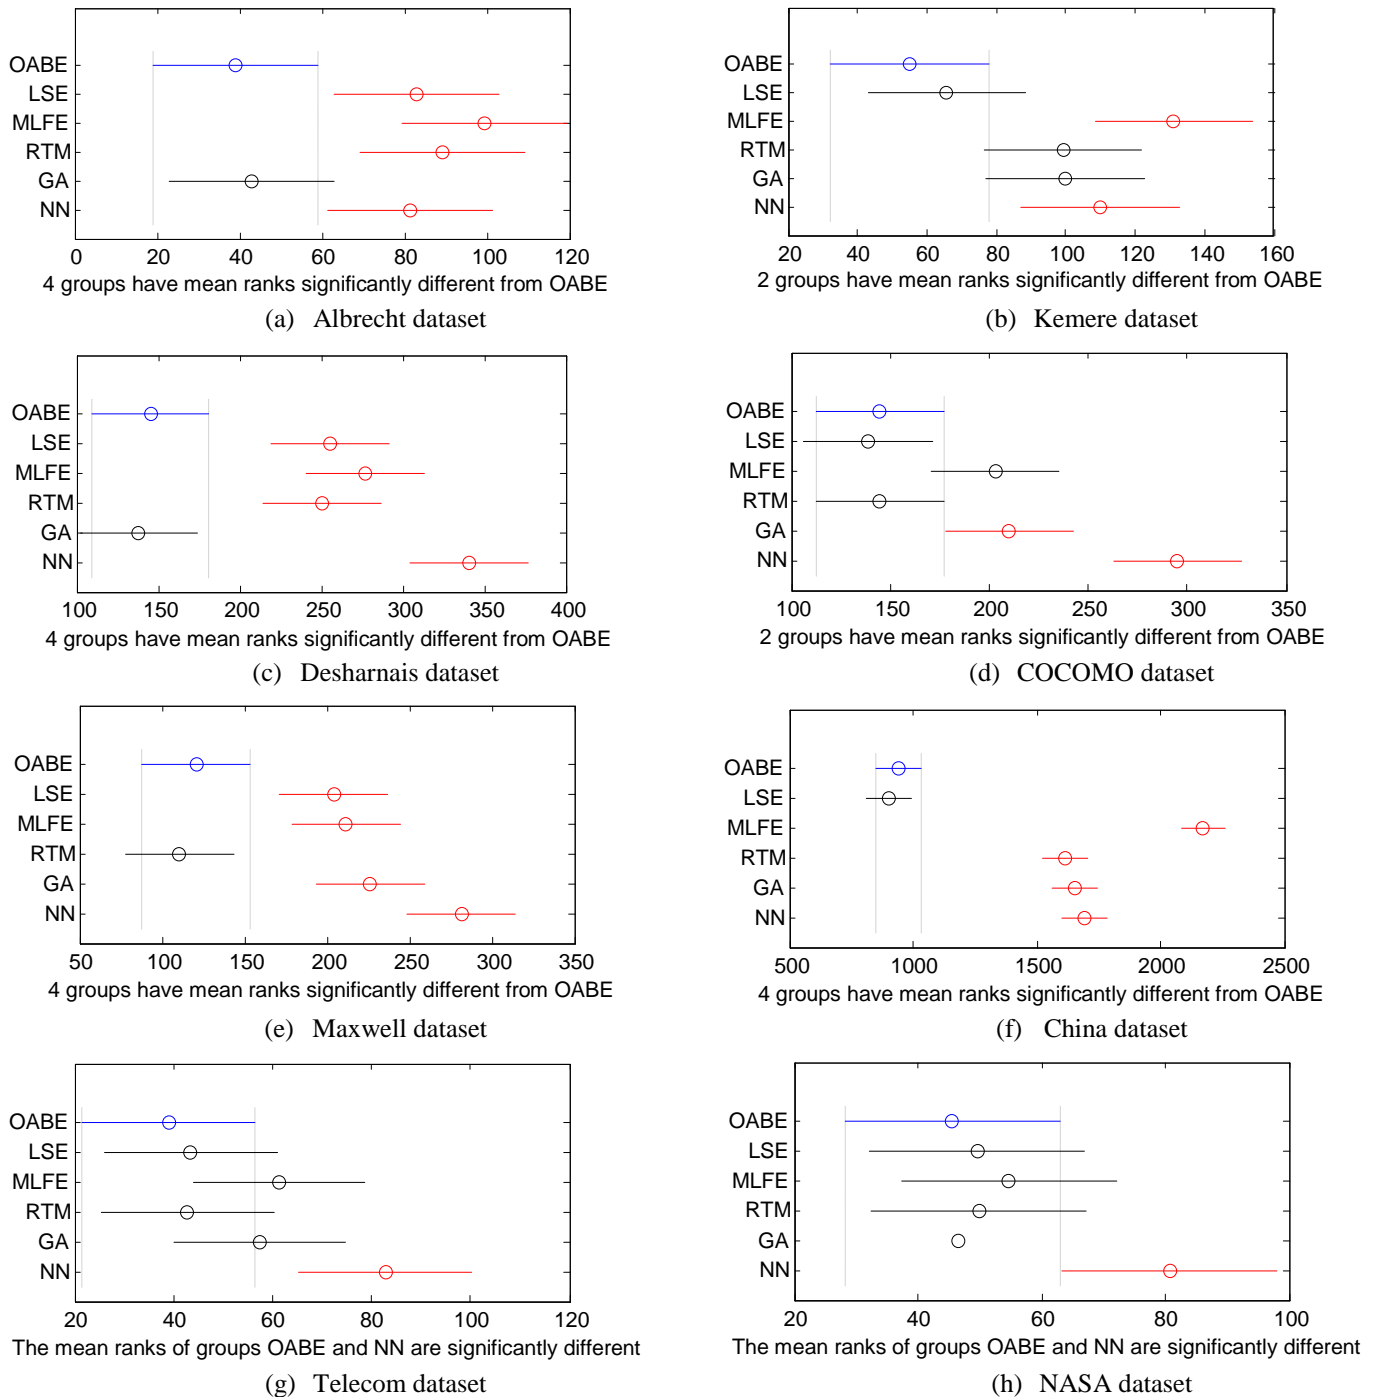 OABE
LSE
MLFE
RTM
GA
NN
0 20 40 60 80 100 120
4 groups have mean ranks significantly different from OABE
(a) Albrecht dataset
OABE
LSE
MLFE
RTM
GA
NN
20 40 60 80 100 120 140 160
2 groups have mean ranks significantly different from OABE
(b) Kemere dataset
OABE
LSE
MLFE
RTM
GA
NN
100 150 200 250 300 350 400
4 groups have mean ranks significantly different from OABE
(c) Desharnais dataset
OABE
LSE
MLFE
RTM
GA
NN
100 150 200 250 300 350
2 groups have mean ranks significantly different from OABE
(d) COCOMO dataset
OABE
LSE
MLFE
RTM
GA
NN
50 100 150 200 250 300 350
4 groups have mean ranks significantly different from OABE
(e) Maxwell dataset
OABE
LSE
MLFE
RTM
GA
NN
500 1000 1500 2000 2500
4 groups have mean ranks significantly different from OABE
(f) China dataset
OABE
LSE
MLFE
RTM
GA
NN
20 40 60 80 100 120
The mean ranks of groups OABE and NN are significantly different
(g) Telecom dataset
OABE
LSE
MLFE
RTM
GA
NN
20 40 60 80 100
The mean ranks of groups OABE and NN are significantly different
(h) NASA dataset